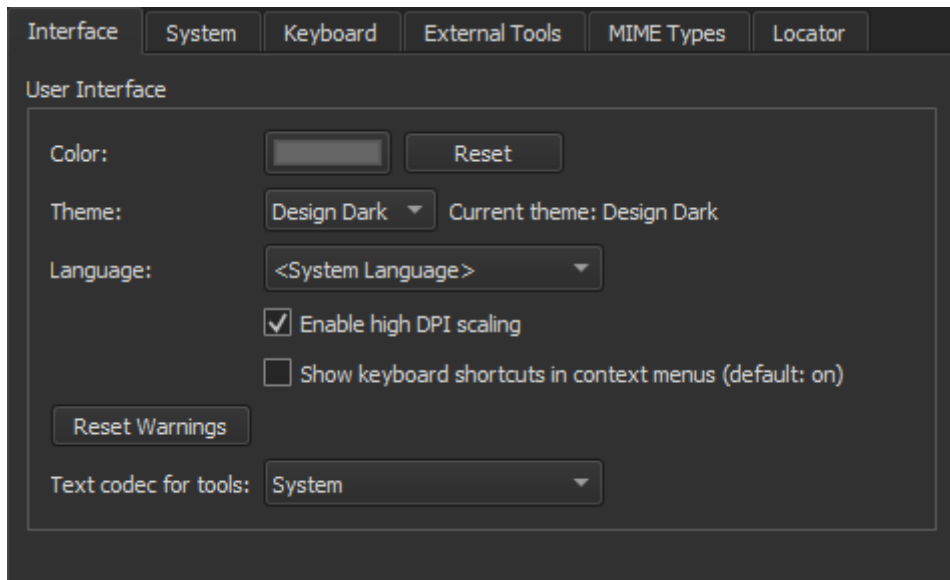 Interface System Keyboard External Tools MIME Types Locator
User Interface
Color: Reset
Theme: Design Dark Current theme: Design Dark
Language: <System Language>
Enable high DPI scaling
Show keyboard shortcuts in context menus (default: on)
Reset Warnings
Text codec for tools: System